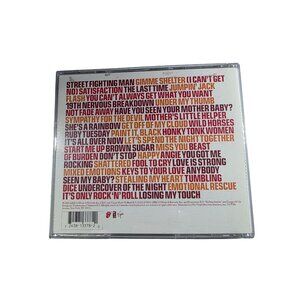 STREET FIGHTING MAN GIMME SHELTER (I CAN'T GET
NO) SATISFACTION THE LAST TIME JUMPIN' JACK
FLASH YOU CAN'T ALWAYS GET WHAT YOU WANT
19TH NERVOUS BREAKDOWN UNDER MY THUMB
NOT FADE AWAY HAVE YOU SEEN YOUR MOTHER BABY?
SYMPATHY FOR THE DEVIL MOTHER'S LITTLE HELPER
SHE'S A RAINBOW GET OFF OF MY CLOUD WILD HORSES
RUBY TUESDAY PAINT IT, BLACK HONKY TONK WOMEN
IT'S ALL OVER NOW LET'S SPEND THE NIGHT TOGETHER
START ME UP BROWN SUGAR MISS YOU BEAST
OF BURDEN DON'T STOP HAPPY ANGIE YOU GOT ME
ROCKING SHATTERED FOOL TO CRY LOVE IS STRONG
MIXED EMOTIONS KEYS TO YOUR LOVE ANYBODY
SEEN MY BABY? STEALING MY HEART TUMBLING
DICE UNDERCOVER OF THE NIGHT EMOTIONAL RESCUE
IT'S ONLY ROCK 'N' ROLL LOSING MY TOUCH